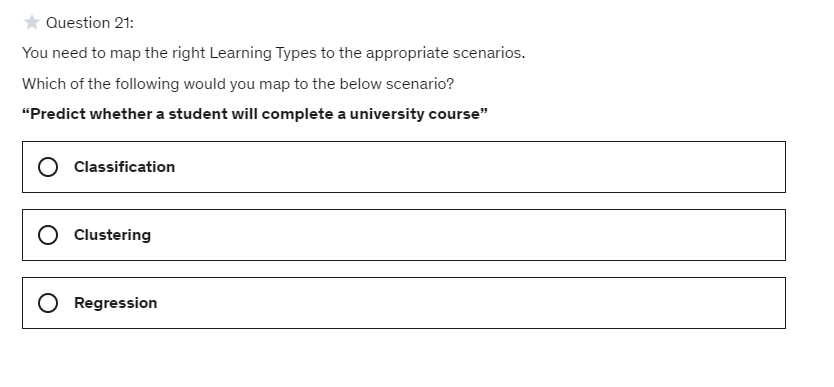 Question 21:
You need to map the right Learning Types to the appropriate scenarios.
Which of the following would you map to the below scenario?
“Predict whether a student will complete a university course”
Classification
Clustering
Regression